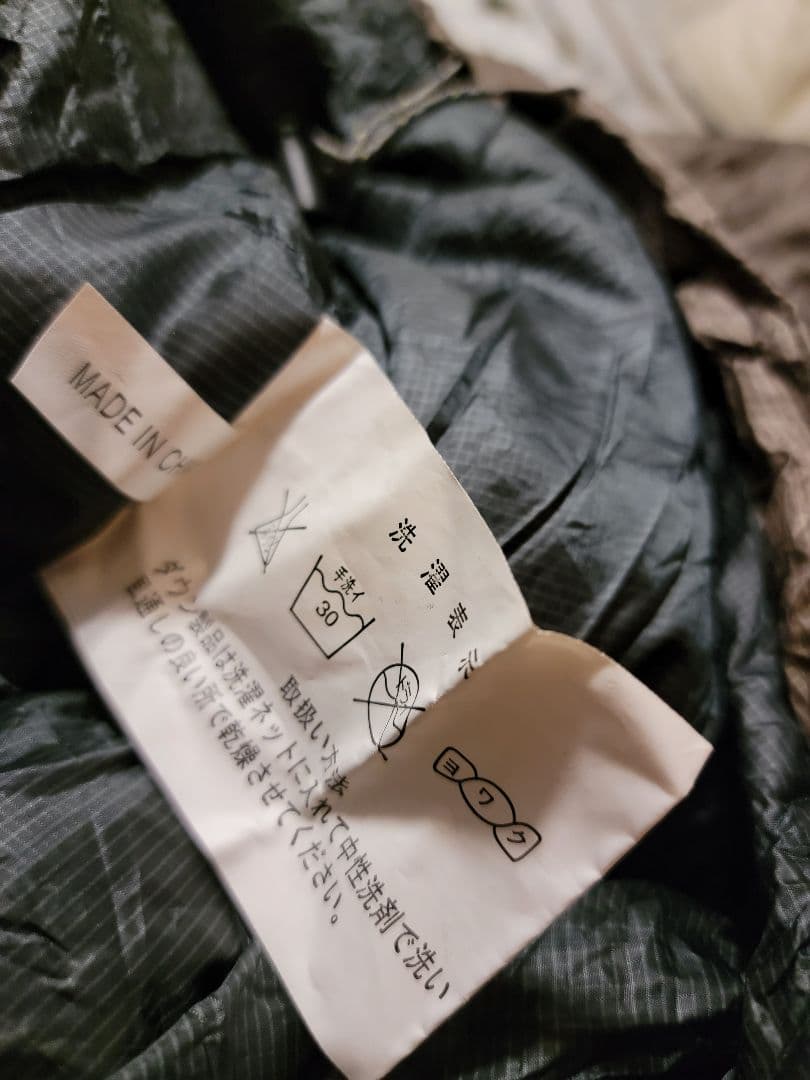 MADE IN CH
洗濯表示
手洗イ
30
ヨワク
取扱い方法
ダウン製品は洗濯ネットに入れて中性洗剤で洗い
風通しの良い所で乾燥させてください。